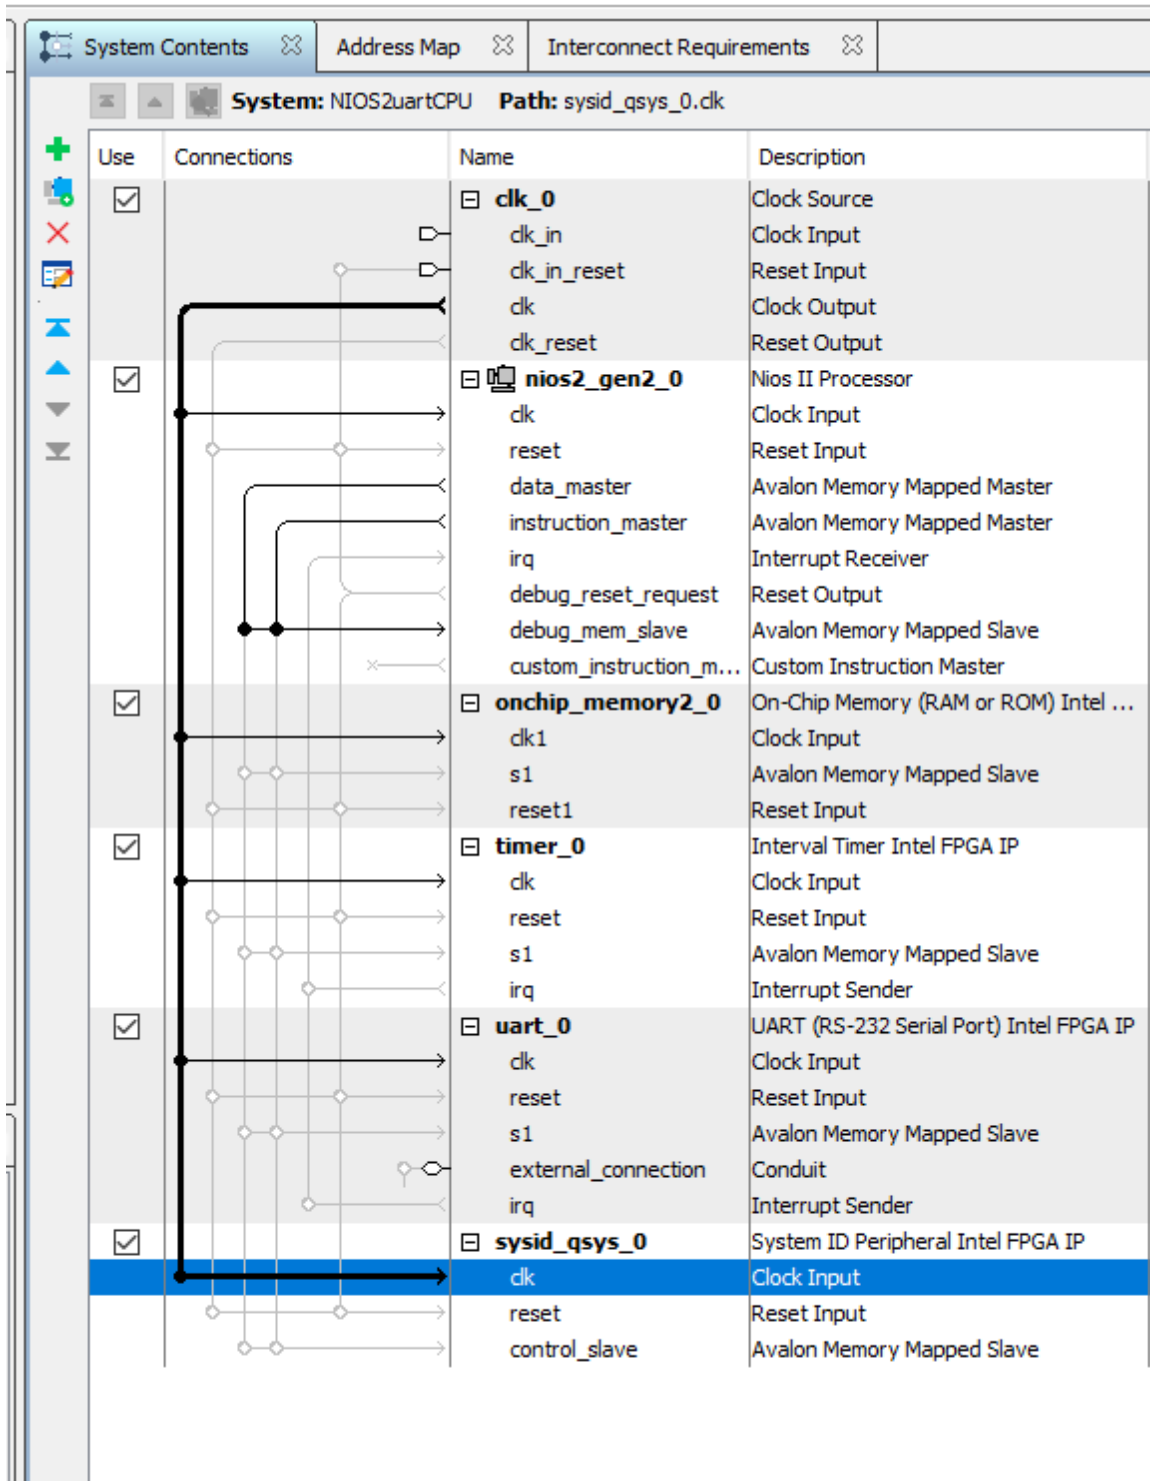 System Contents Address Map Interconnect Requirements
System: NIOS2uartCPU Path: sysid_qsys_0.clk
Use Connections Name Description
clk_0 Clock Source
clk_in Clock Input
clk_in_reset Reset Input
clk Clock Output
clk_reset Reset Output
nios2_gen2_0 Nios II Processor
clk Clock Input
reset Reset Input
data_master Avalon Memory Mapped Master
instruction_master Avalon Memory Mapped Master
irq Interrupt Receiver
debug_reset_request Reset Output
debug_mem_slave Avalon Memory Mapped Slave
custom_instruction_m... Custom Instruction Master
onchip_memory2_0 On-Chip Memory (RAM or ROM) Intel ...
clk1 Clock Input
s1 Avalon Memory Mapped Slave
reset1 Reset Input
timer_0 Interval Timer Intel FPGA IP
clk Clock Input
reset Reset Input
s1 Avalon Memory Mapped Slave
irq Interrupt Sender
uart_0 UART (RS-232 Serial Port) Intel FPGA IP
clk Clock Input
reset Reset Input
s1 Avalon Memory Mapped Slave
external_connection Conduit
irq Interrupt Sender
sysid_qsys_0 System ID Peripheral Intel FPGA IP
clk Clock Input
reset Reset Input
control_slave Avalon Memory Mapped Slave